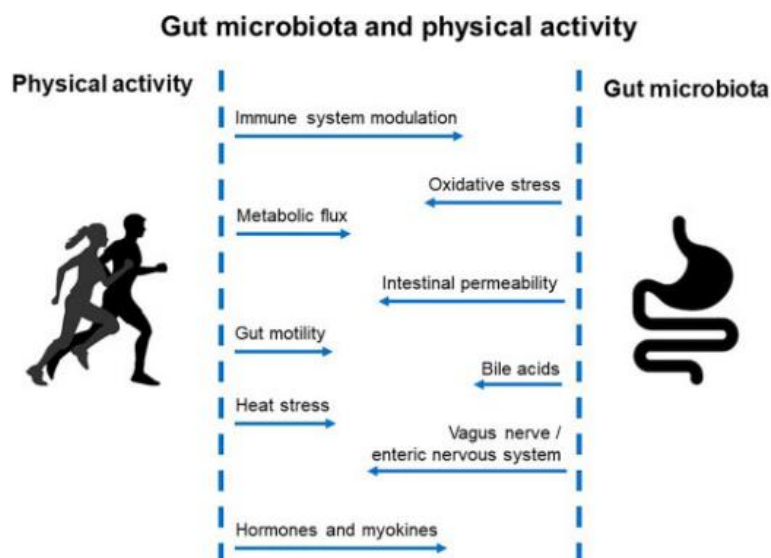 Gut microbiota and physical activity
Physical activity
Gut microbiota
Immune system modulation
Oxidative stress
Metabolic flux
Intestinal permeability
Gut motility
Bile acids
Heat stress
Vagus nerve /
enteric nervous system
Hormones and myokines